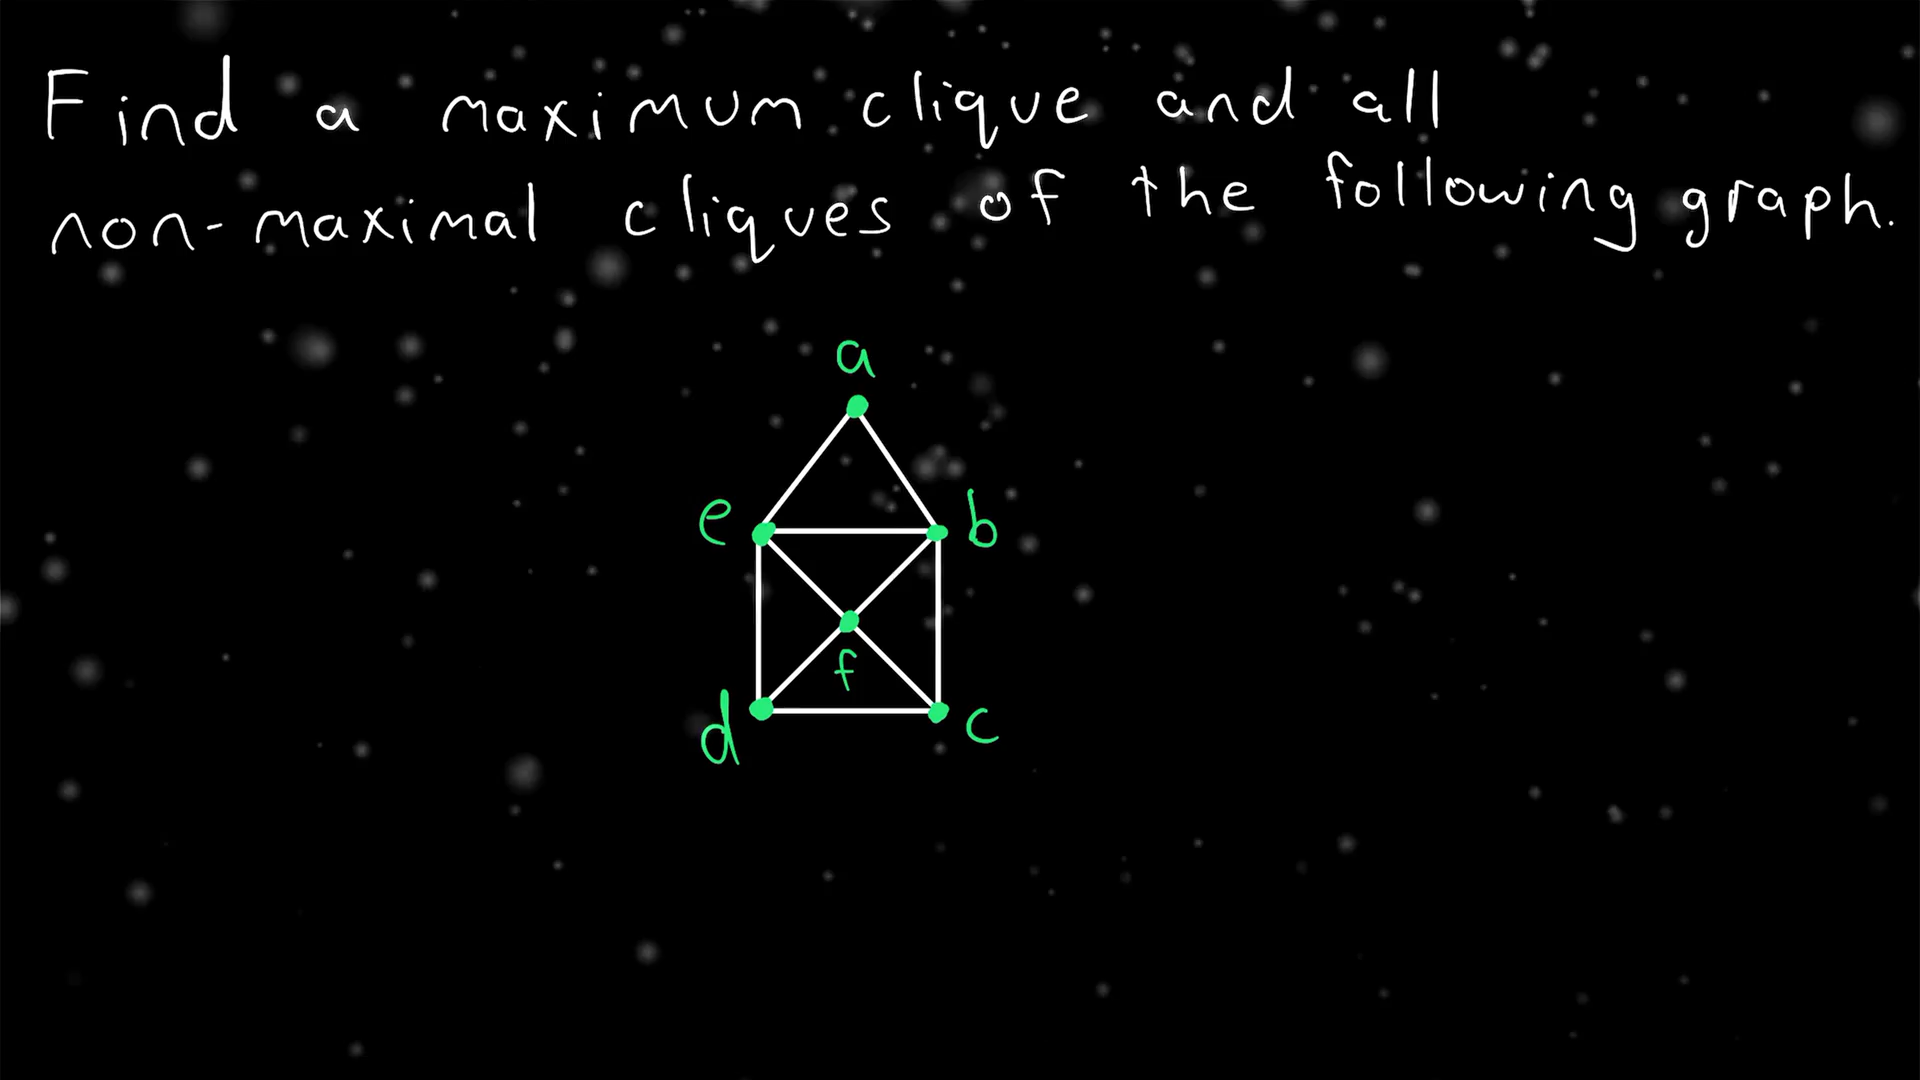 Find a maximum clique and all
non-maximal cliques of the following graph.
a
e b
f
d c